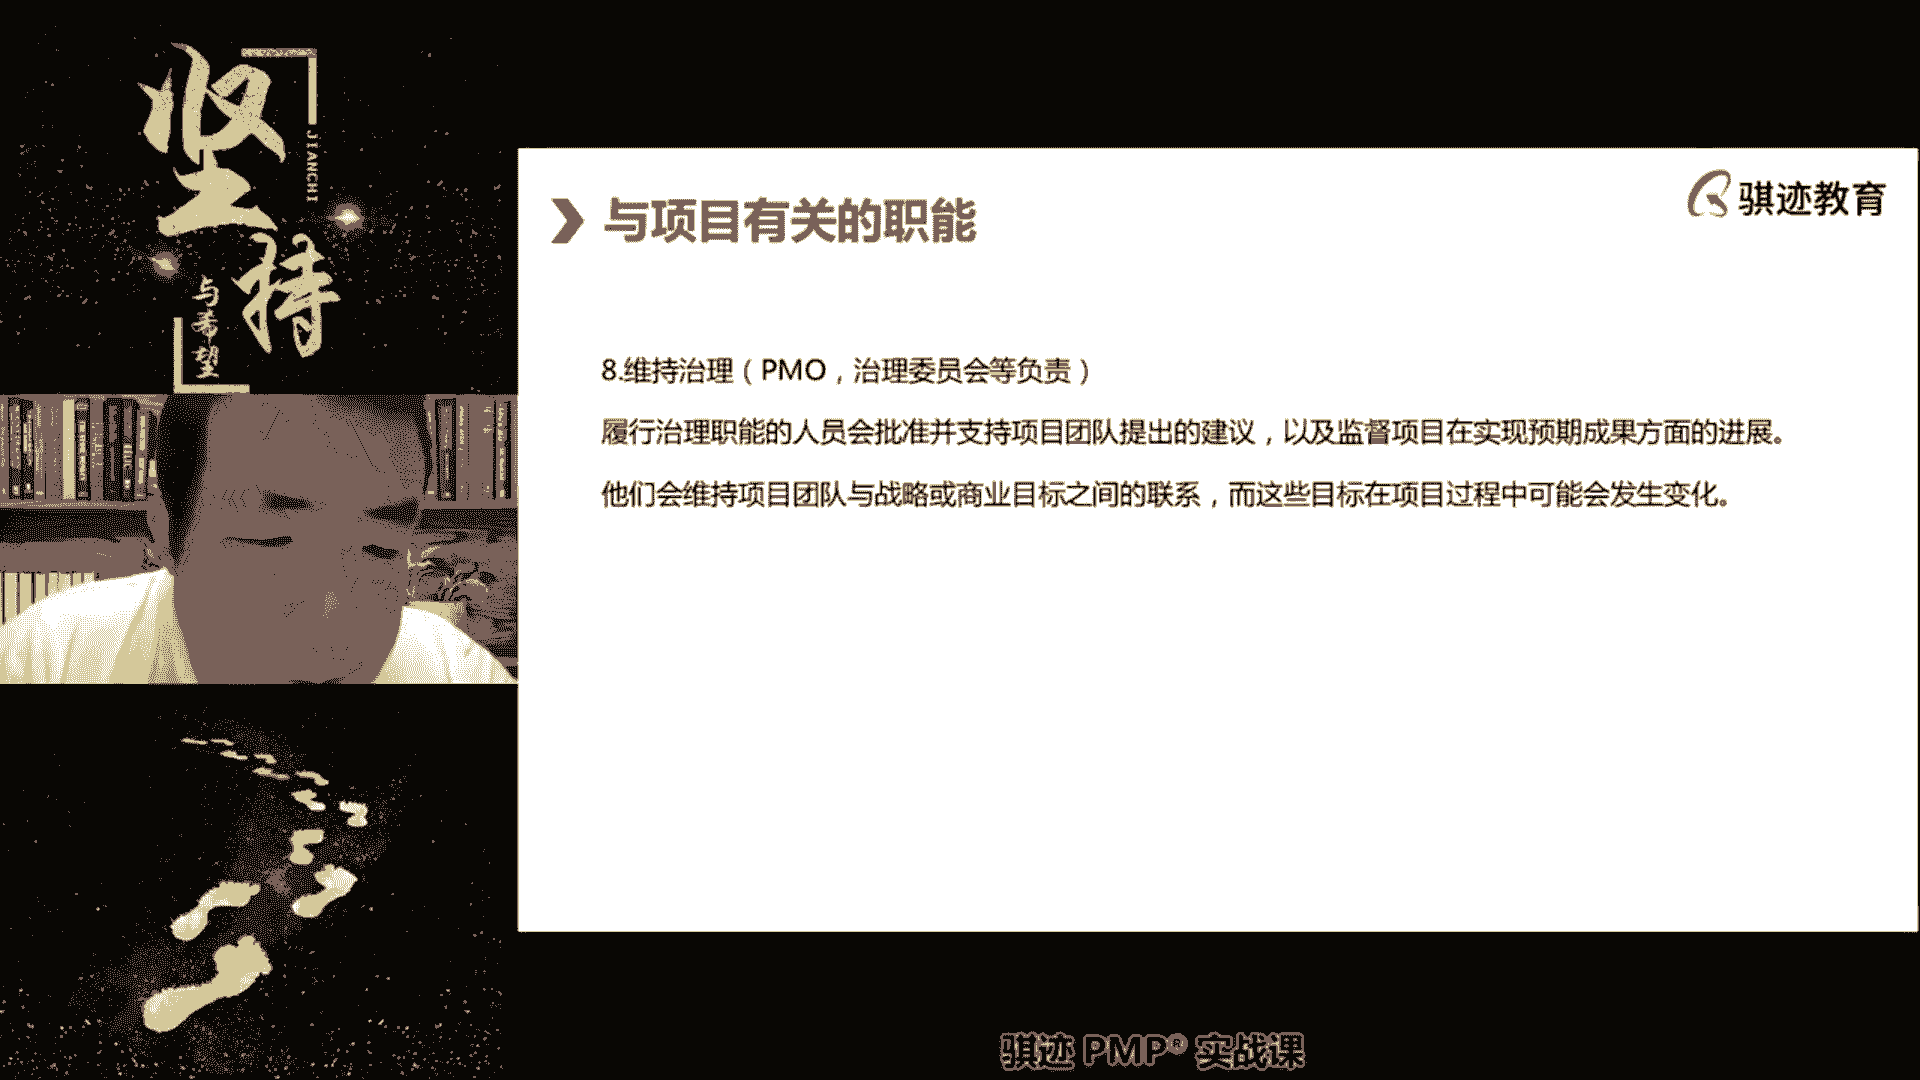 坚持
JIANCHI
与希望
骐迹教育
与项目有关的职能
8.维持治理（PMO，治理委员会等负责）
履行治理职能的人员会批准并支持项目团队提出的建议，以及监督项目在实现预期成果方面的进展。
他们会维持项目团队与战略或商业目标之间的联系，而这些目标在项目过程中可能会发生变化。
骐迹 PMP® 实战课